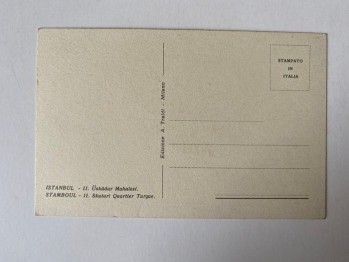 STAMPATO
IN
ITALIA
Edizione A. Traldi - Milano
ISTANBUL - 11. Üsküdar Mahalesi.
STAMBOUL - 11. Skutari Quartier Turque.